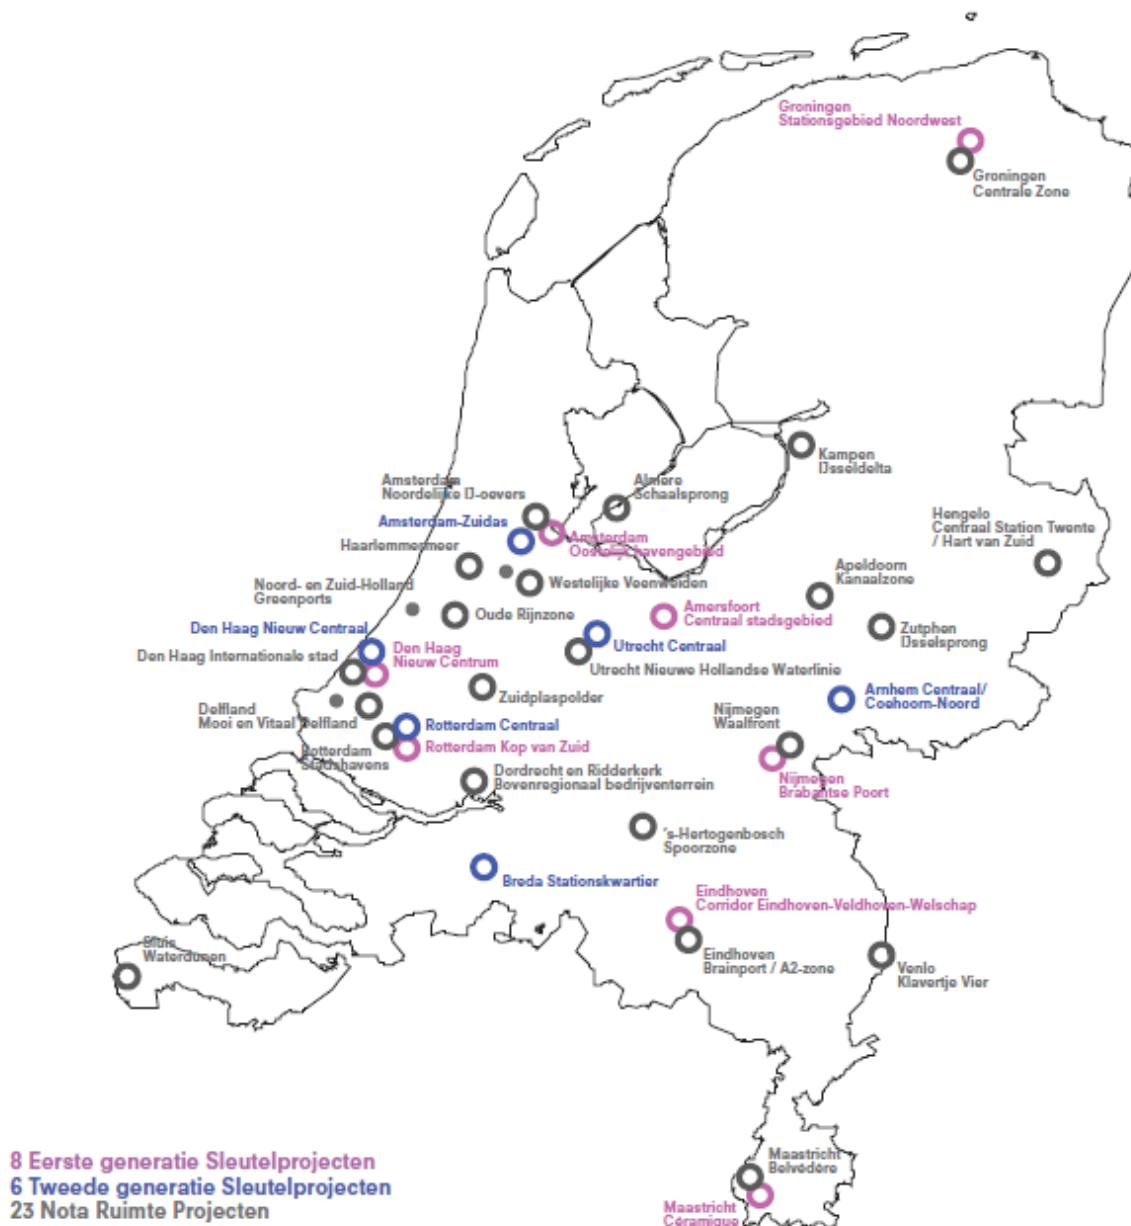 Groningen
Stationsgebied Noordwest
Groningen
Centrale Zone
Kampen
IJsseldelta
Amsterdam
Noordelijke IJ-oevers
Almere
Schaalsprong
Amsterdam-Zuidas
Amsterdam
Oostelijk havengebied
Hengelo
Centraal Station Twente
/ Hart van Zuid
Haarlemmermeer
Westelijke Veenweiden
Apeldoorn
Kanaalzone
Noord- en Zuid-Holland
Greenports
Oude Rijnzone
Amersfoort
Centraal stadsgebied
Zutphen
IJsselsprong
Den Haag Nieuw Centraal
Utrecht Centraal
Den Haag
Nieuw Centrum
Den Haag Internationale stad
Utrecht Nieuwe Hollandse Waterlinie
Zuidplaspolder
Arnhem Centraal/
Coehoorn-Noord
Delfland
Mooi en Vitaal Delfland
Nijmegen
Waalfront
Rotterdam Centraal
Rotterdam Kop van Zuid
Rotterdam
Stadshavens
Dordrecht en Ridderkerk
Bovenregionaal bedrijventerrein
Nijmegen
Brabantse Poort
's-Hertogenbosch
Spoorzone
Breda Stationskwartier
Eindhoven
Corridor Eindhoven-Veldhoven-Welschap
Eindhoven
Brainport / A2-zone
Sluis
Waterdunen
Venlo
Klavertje Vier
Maastricht
Belvédère
Maastricht
Céramique
8 Eerste generatie Sleutelprojecten
6 Tweede generatie Sleutelprojecten
23 Nota Ruimte Projecten